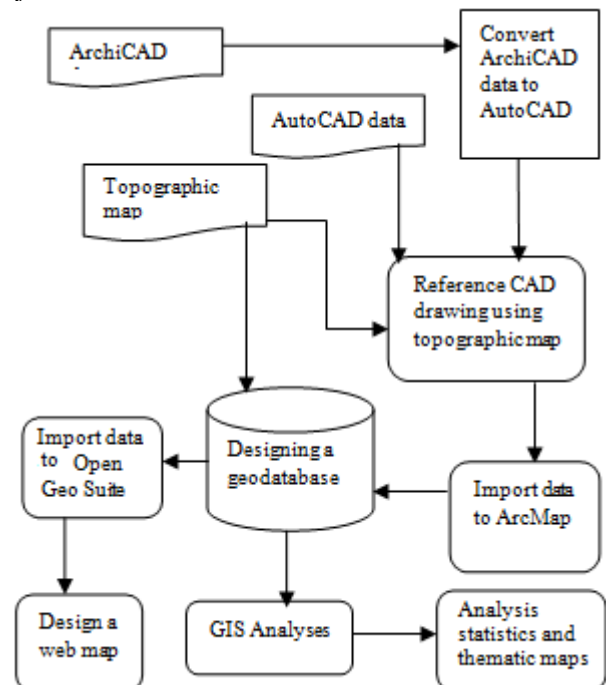 ArchiCAD
Convert
ArchiCAD
data to
AutoCAD
AutoCAD data
Topographic
map
Reference CAD
drawing using
topographic map
Import data
to Open
Geo Suite
Designing a
geodatabase
Import data
to ArcMap
Design a
web map
GIS Analyses
Analysis
statistics and
thematic maps